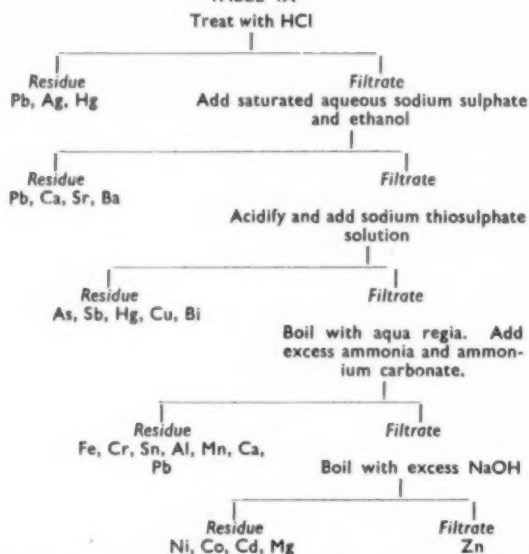 Treat with HCl
Residue Filtrate
Pb, Ag, Hg Add saturated aqueous sodium sulphate
and ethanol
Residue Filtrate
Pb, Ca, Sr, Ba
Acidify and add sodium thiosulphate
solution
Residue Filtrate
As, Sb, Hg, Cu, Bi
Boil with aqua regia. Add
excess ammonia and ammon-
ium carbonate.
Residue Filtrate
Fe, Cr, Sn, Al, Mn, Ca,
Pb
Boil with excess NaOH
Residue Filtrate
Ni, Co, Cd, Mg Zn